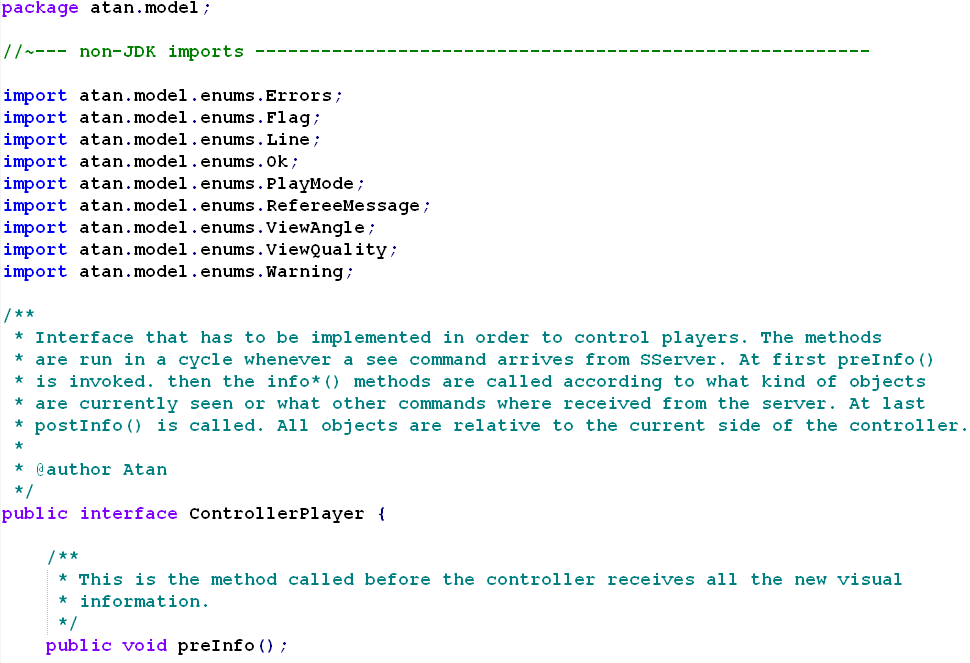 package atan.model;
//~--- non-JDK imports --------------------------------------------------------
import atan.model.enums.Errors;
import atan.model.enums.Flag;
import atan.model.enums.Line;
import atan.model.enums.Ok;
import atan.model.enums.PlayMode;
import atan.model.enums.RefereeMessage;
import atan.model.enums.ViewAngle;
import atan.model.enums.ViewQuality;
import atan.model.enums.Warning;
/**
 * Interface that has to be implemented in order to control players. The methods
 * are run in a cycle whenever a see command arrives from SServer. At first preInfo()
 * is invoked. then the info*() methods are called according to what kind of objects
 * are currently seen or what other commands where received from the server. At last
 * postInfo() is called. All objects are relative to the current side of the controller.
 *
 * @author Atan
 */
public interface ControllerPlayer {
    /**
     * This is the method called before the controller receives all the new visual
     * information.
     */
    public void preInfo();